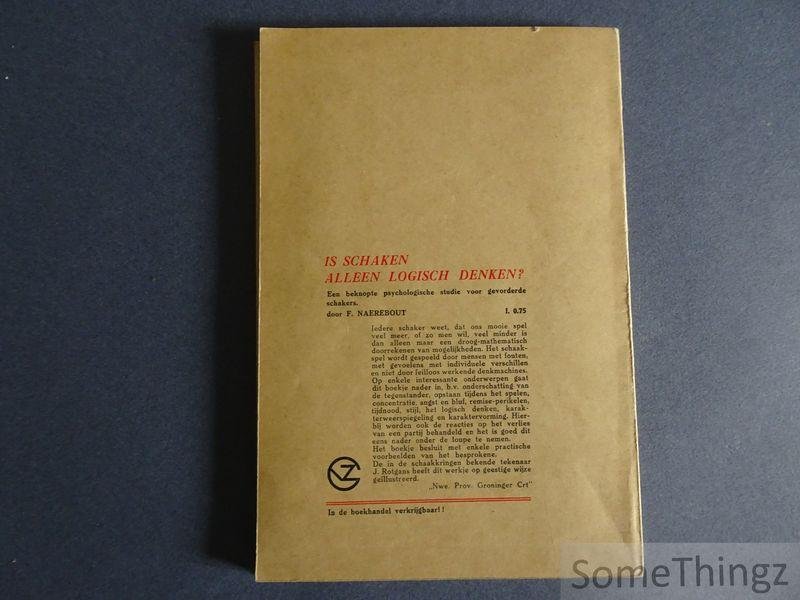 IS SCHAKEN
ALLEEN LOGISCH DENKEN?
Een beknopte psychologische studie voor gevorderde
schakers.
door F. NAEREBOUT f. 0.75
Iedere schaker weet, dat ons mooie spel
veel meer, of zo men wil, veel minder is
dan alleen maar een droog-mathematisch
doorrekenen van mogelijkheden. Het schaak-
spel wordt gespeeld door mensen met fouten,
met gevoelens met individuele verschillen
en niet door feilloos werkende denkmachines.
Op enkele interessante onderwerpen gaat
dit boekje nader in, b.v. onderschatting van
de tegenstander, opstaan tijdens het spelen,
concentratie, angst en bluf, remise-perikelen,
tijdnood, stijl, het logisch denken, karak-
terweerspiegeling en karaktervorming. Hier-
bij worden ook de reacties op het verlies
van een partij behandeld en het is goed dit
eens nader onder de loupe te nemen.
Het boekje besluit met enkele practische
voorbeelden van het besprokene.
De in de schaakkringen bekende tekenaar
J. Rotgans heeft dit werkje op geestige wijze
geïllustreerd.
„Nwe. Prov. Groninger Crt"
In de boekhandel verkrijgbaar!!
SomeThingz